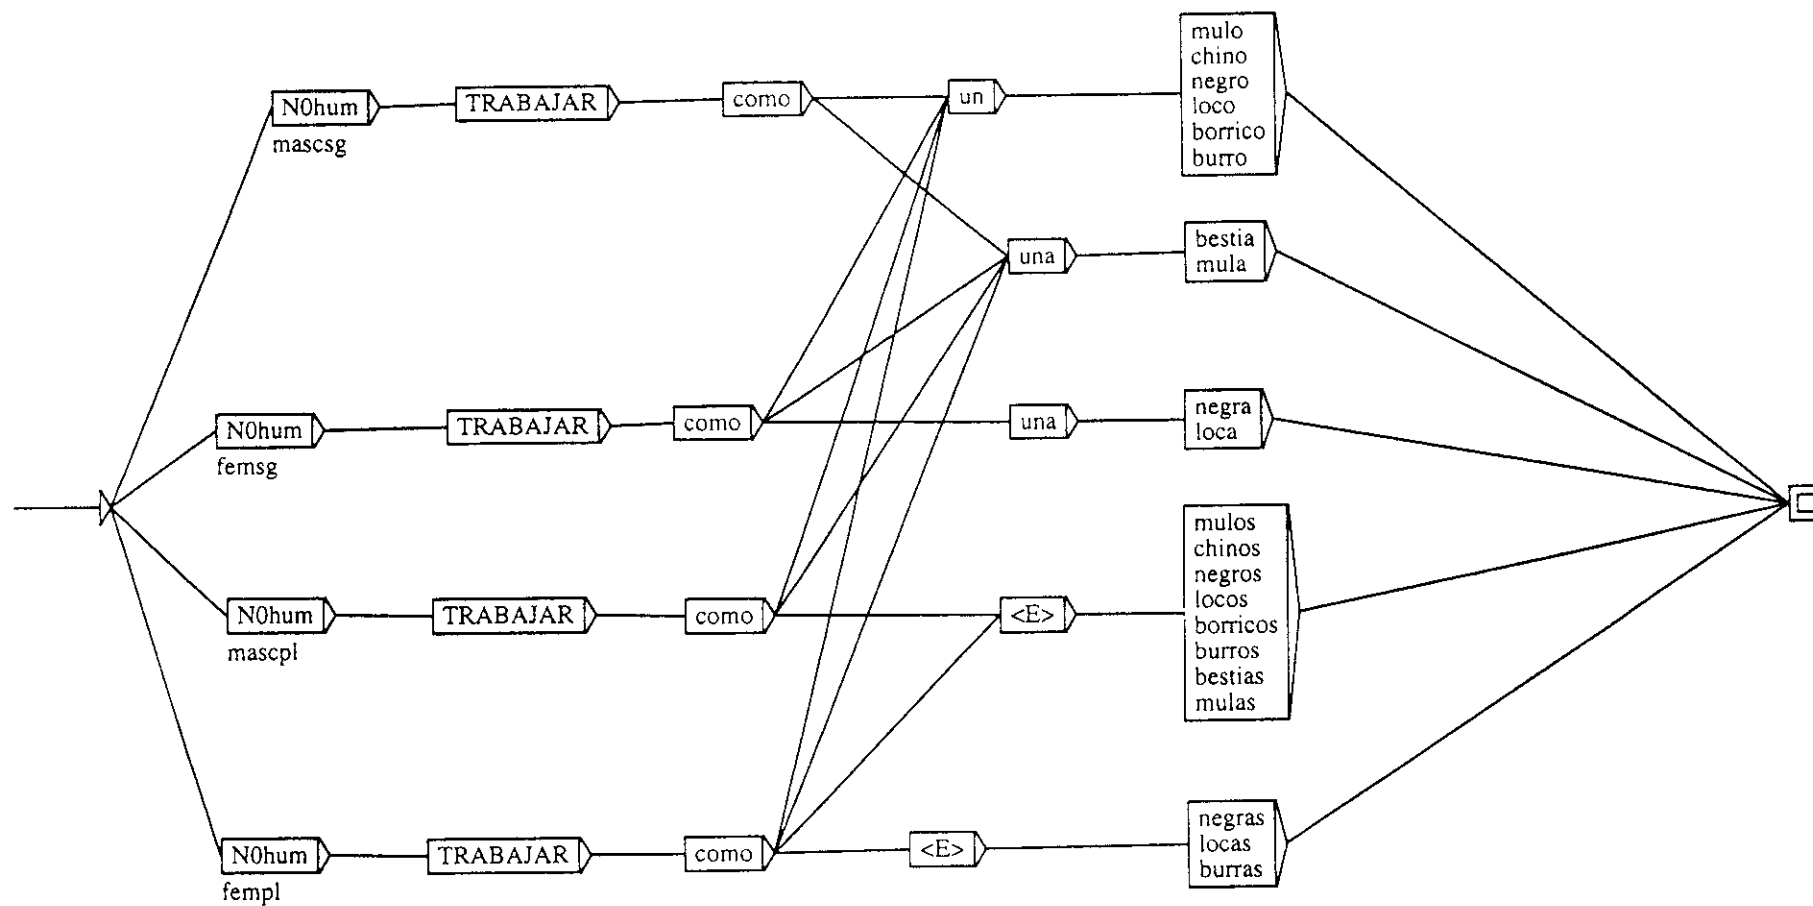 N0hum TRABAJAR como un
mascsg
mulo
chino
negro
loco
borrico
burro
una
bestia
mula
N0hum TRABAJAR como una
femsg
negra
loca
N0hum TRABAJAR como <E>
mascpl
mulos
chinos
negros
locos
borricos
burros
bestias
mulas
N0hum TRABAJAR como <E>
fempl
negras
locas
burras